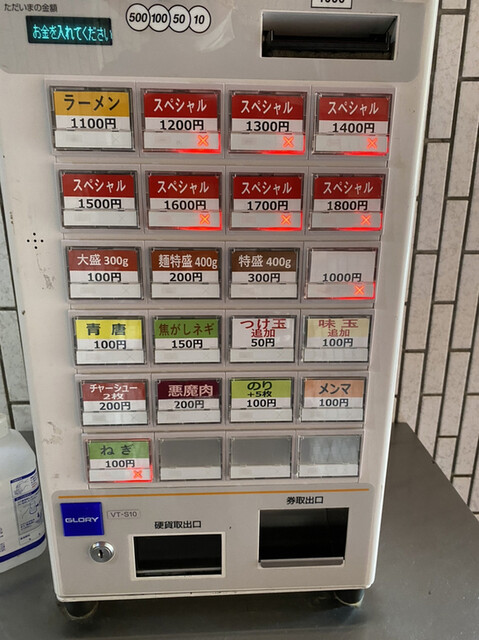 ただいまの金額
お金を入れてください
500 100 50 10
1000
ラーメン
1100円
スペシャル
1200円
スペシャル
1300円
スペシャル
1400円
スペシャル
1500円
スペシャル
1600円
スペシャル
1700円
スペシャル
1800円
大盛 300g
100円
麺特盛 400g
200円
特盛 400g
300円
1000円
青唐
100円
焦がしネギ
150円
つけ玉
追加
50円
味玉
追加
100円
チャーシュー
2枚
200円
悪魔肉
200円
のり
+5枚
100円
メンマ
100円
ねぎ
100円
GLORY
VT-S10
硬貨取出口
券取出口